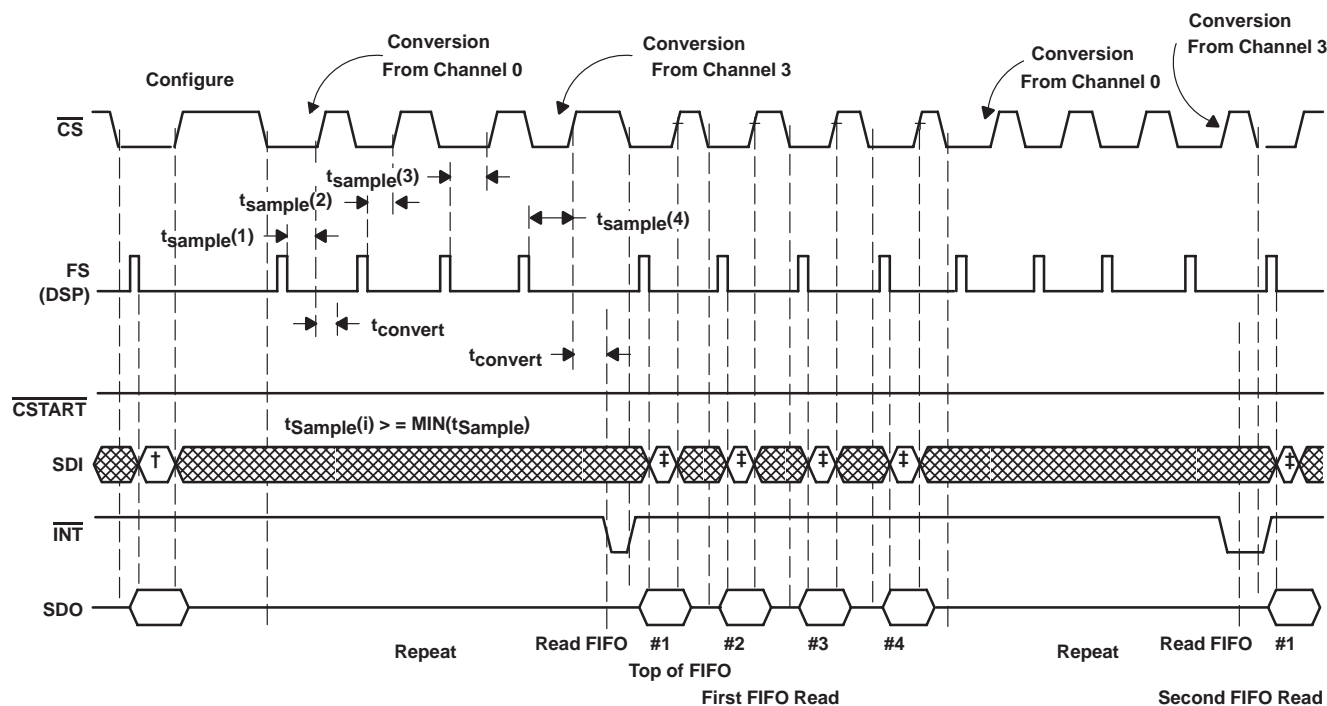 Conversion
From Channel 0
Conversion
From Channel 3
Conversion
From Channel 0
Conversion
From Channel 3
Configure
CS
tsample(3)
tsample(2)
tsample(4)
tsample(1)
FS
(DSP)
tconvert
tconvert
CSTART
tSample(i) > = MIN(tSample)
SDI
†
‡
‡
‡
‡
‡
INT
SDO
Repeat
Read FIFO
#1
#2
#3
#4
Repeat
Read FIFO
#1
Top of FIFO
First FIFO Read
Second FIFO Read